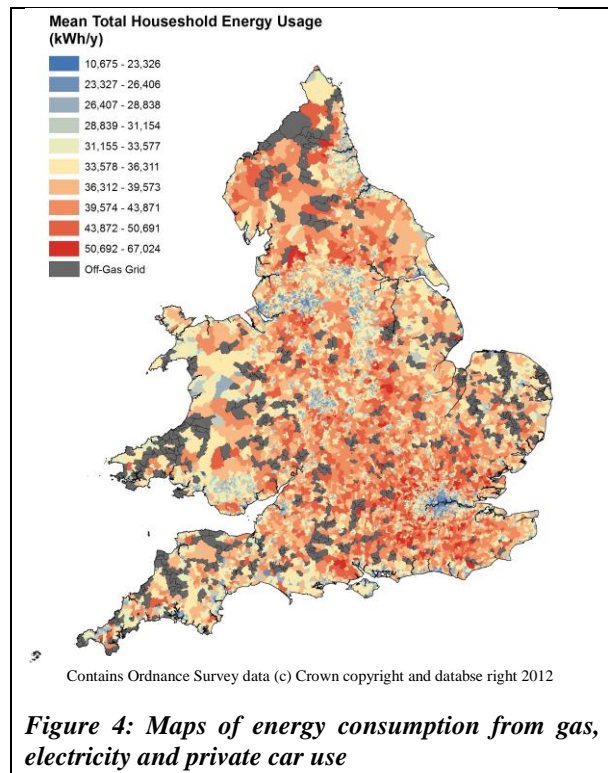 Mean Total Houseshold Energy Usage
(kWh/y)
10,675 - 23,326
23,327 - 26,406
26,407 - 28,838
28,839 - 31,154
31,155 - 33,577
33,578 - 36,311
36,312 - 39,573
39,574 - 43,871
43,872 - 50,691
50,692 - 67,024
Off-Gas Grid
Contains Ordnance Survey data (c) Crown copyright and databse right 2012
Figure 4: Maps of energy consumption from gas,
electricity and private car use